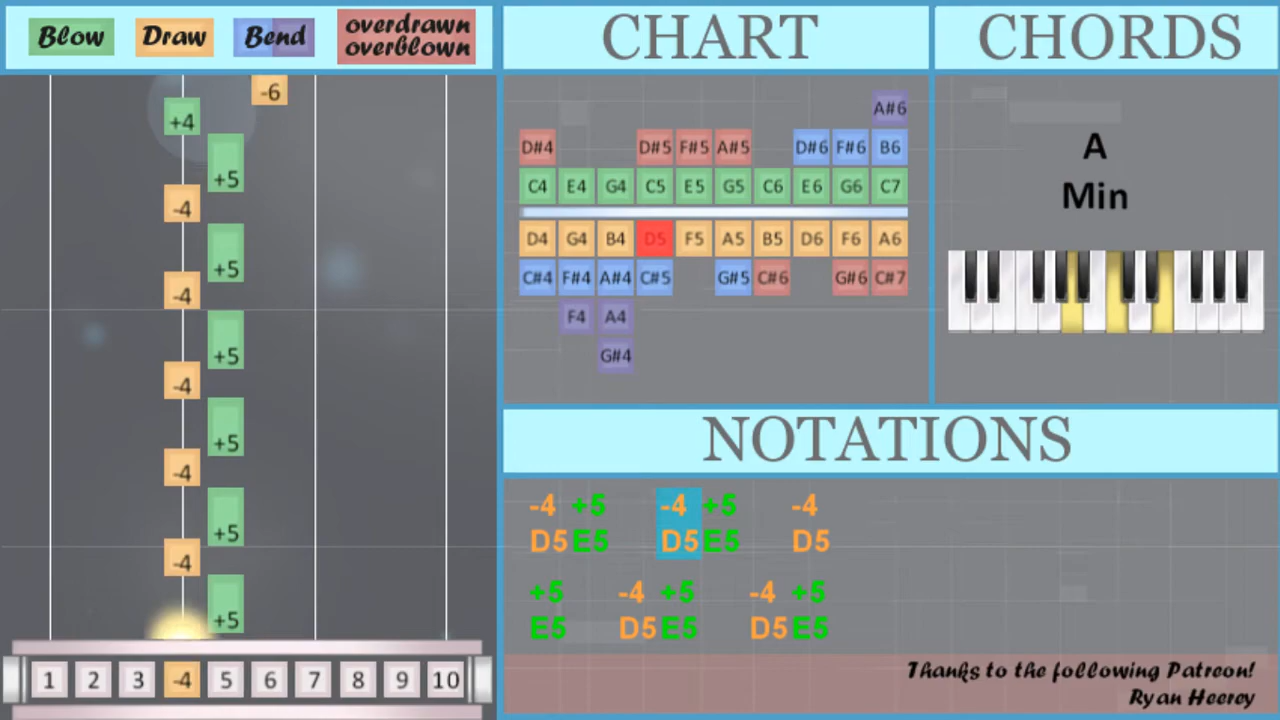 Blow Draw Bend overdrawn
overblown
CHART
CHORDS
-6
+4
+5
-4
+5
-4
+5
-4
+5
-4
+5
-4
+5
1 2 3 -4 5 6 7 8 9 10
A#6
D#4 D#5 F#5 A#5 D#6 F#6 B6
C4 E4 G4 C5 E5 G5 C6 E6 G6 C7
D4 G4 B4 D5 F5 A5 B5 D6 F6 A6
C#4 F#4 A#4 C#5 G#5 C#6 G#6 C#7
F4 A4
G#4
A
Min
NOTATIONS
-4 +5 -4 +5 -4
D5 E5 D5 E5 D5
+5 -4 +5 -4 +5
E5 D5 E5 D5 E5
Thanks to the following Patreon!
Ryan Heerey